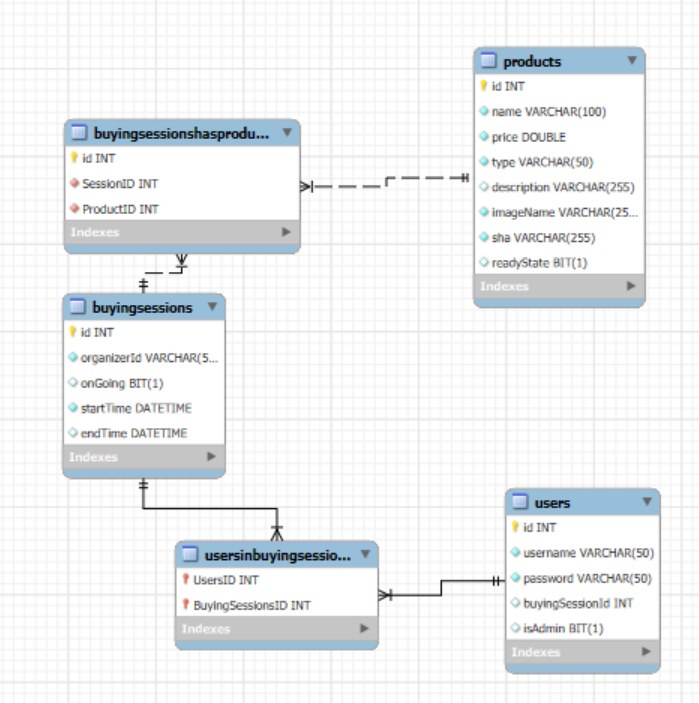 products
id INT
name VARCHAR(100)
price DOUBLE
type VARCHAR(50)
description VARCHAR(255)
imageName VARCHAR(25...
sha VARCHAR(255)
readyState BIT(1)
Indexes
buyingsessionshasprodu...
id INT
SessionID INT
ProductID INT
Indexes
buyingsessions
id INT
organizerId VARCHAR(5...
onGoing BIT(1)
startTime DATETIME
endTime DATETIME
Indexes
users
id INT
username VARCHAR(50)
password VARCHAR(50)
buyingSessionId INT
isAdmin BIT(1)
Indexes
usersinbuyingsessio...
UsersID INT
BuyingSessionsID INT
Indexes